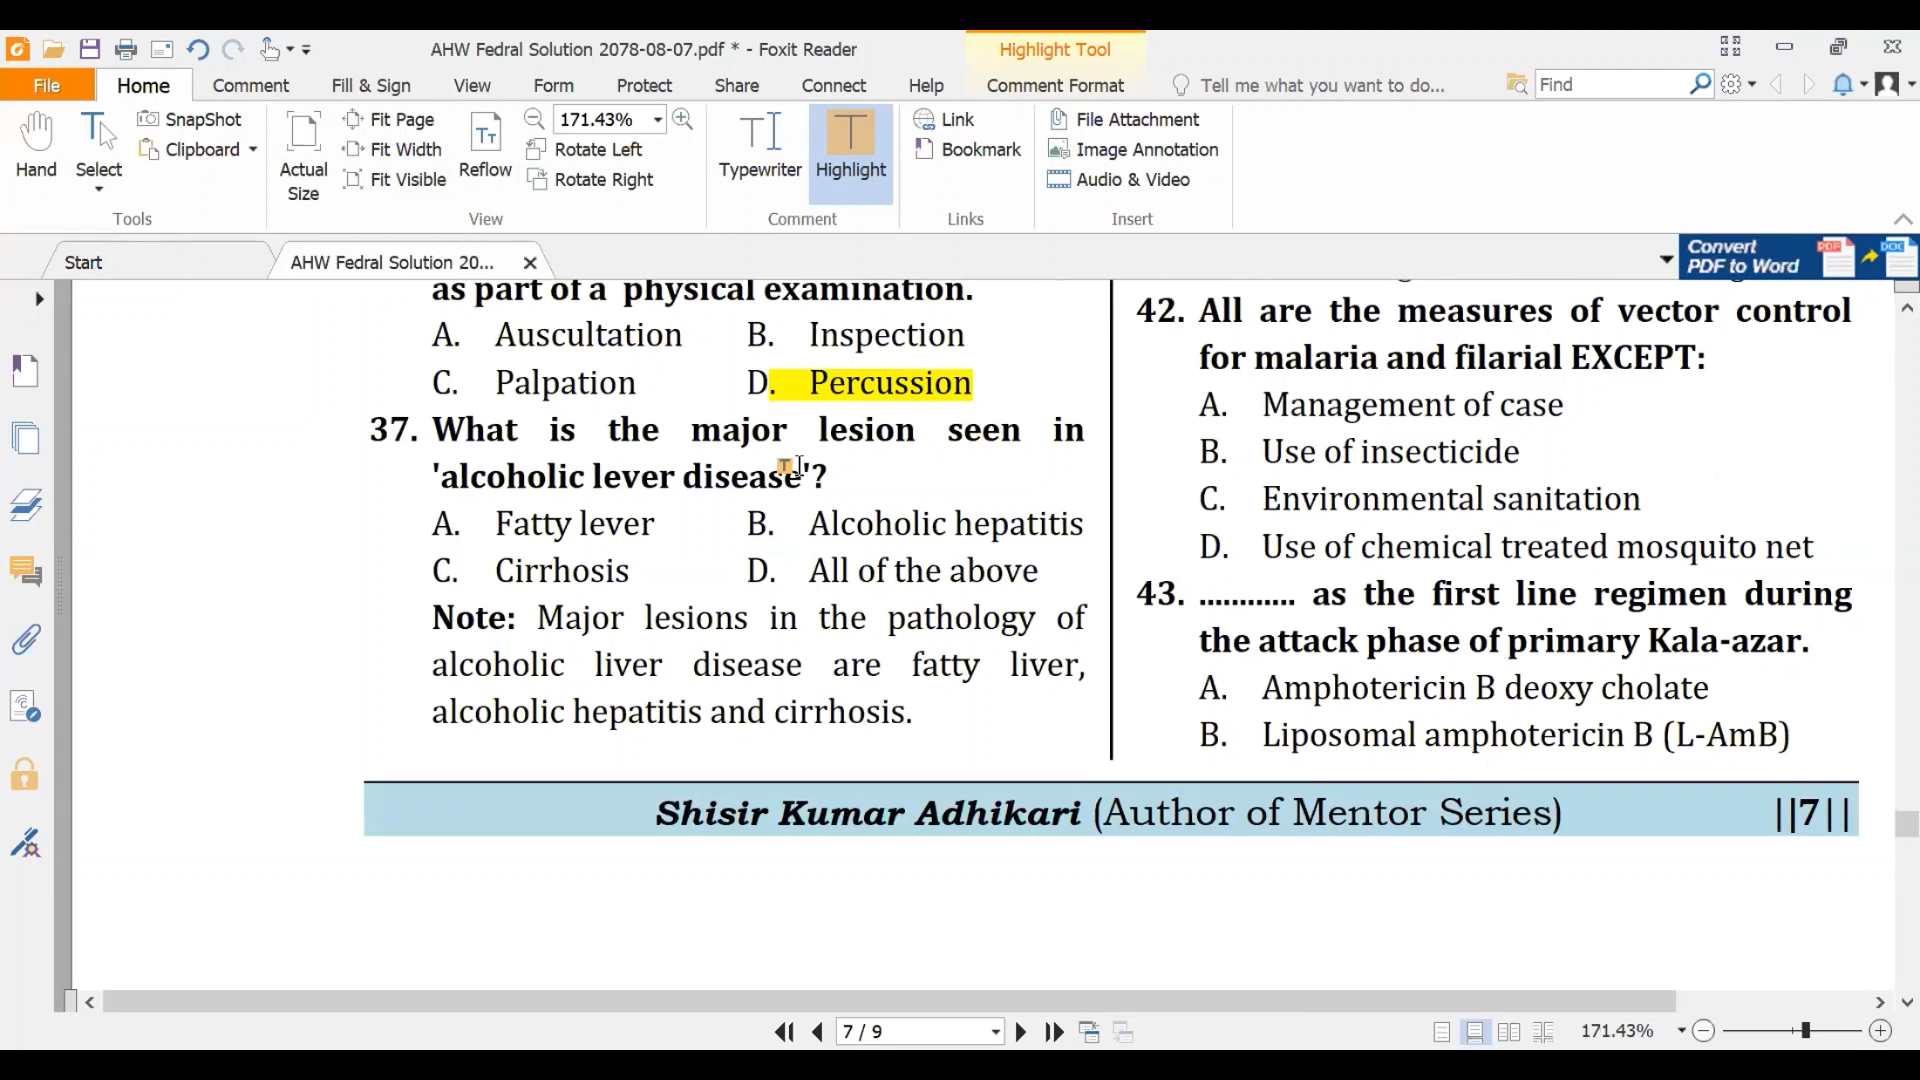 AHW Fedral Solution 2078-08-07.pdf * - Foxit Reader
Highlight Tool
File
Home
Comment
Fill & Sign
View
Form
Protect
Share
Connect
Help
Comment Format
Tell me what you want to do...
Find
Hand
Select
SnapShot
Clipboard
Tools
Actual
Size
Fit Page
Fit Width
Fit Visible
Reflow
171.43%
Rotate Left
Rotate Right
View
Typewriter
Highlight
Comment
Link
Bookmark
Links
File Attachment
Image Annotation
Audio & Video
Insert
Start
AHW Fedral Solution 20...
Convert
PDF to Word
as part of a physical examination.
A. Auscultation B. Inspection
C. Palpation D. Percussion
37. What is the major lesion seen in
'alcoholic lever disease'?
A. Fatty lever B. Alcoholic hepatitis
C. Cirrhosis D. All of the above
Note: Major lesions in the pathology of
alcoholic liver disease are fatty liver,
alcoholic hepatitis and cirrhosis.
42. All are the measures of vector control
for malaria and filarial EXCEPT:
A. Management of case
B. Use of insecticide
C. Environmental sanitation
D. Use of chemical treated mosquito net
43. ............ as the first line regimen during
the attack phase of primary Kala-azar.
A. Amphotericin B deoxy cholate
B. Liposomal amphotericin B (L-AmB)
Shisir Kumar Adhikari (Author of Mentor Series) ||7||
7 / 9
171.43%